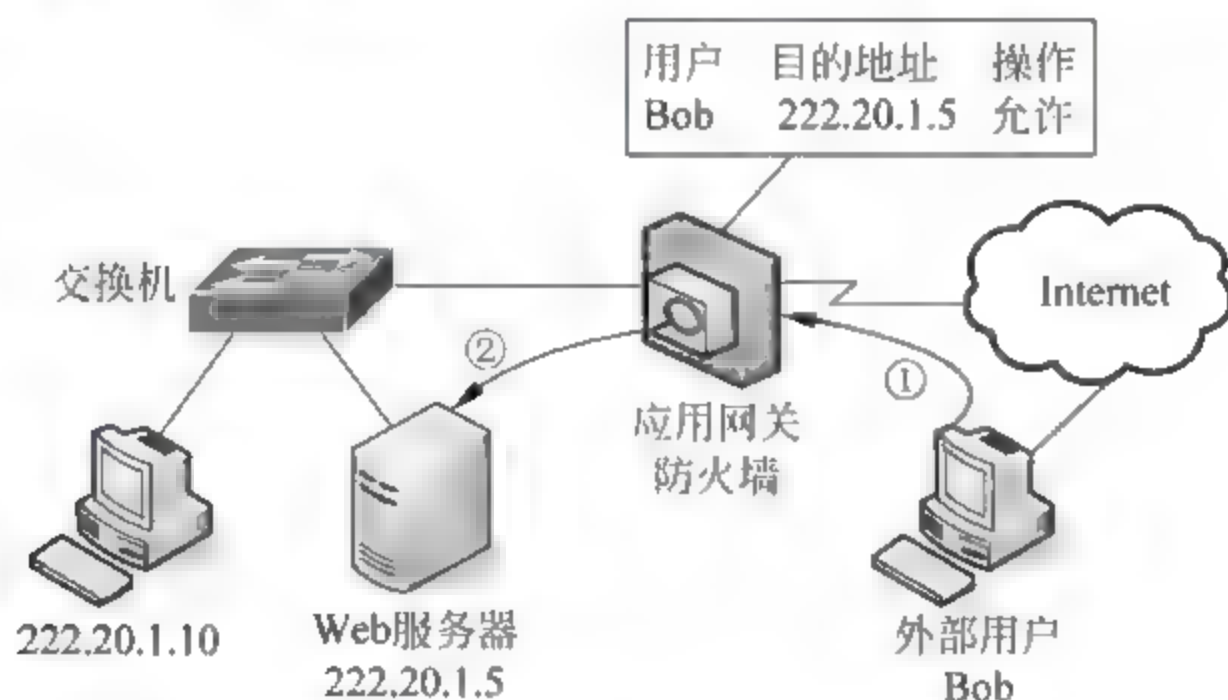 用户 目的地址 操作
Bob 222.20.1.5 允许
交换机
Internet
②
①
应用网关
防火墙
222.20.1.10
Web服务器
222.20.1.5
外部用户
Bob